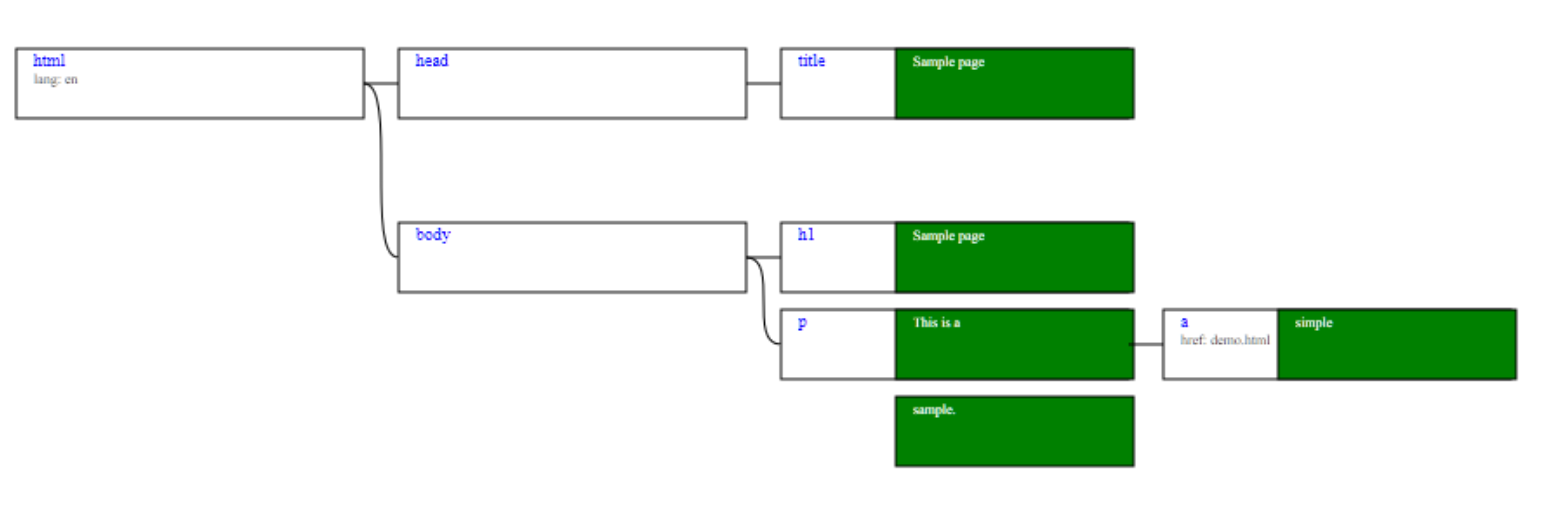 html
lang: en
head
title
Sample page
body
h1
Sample page
p
This is a
a
href: demo.html
simple
sample.